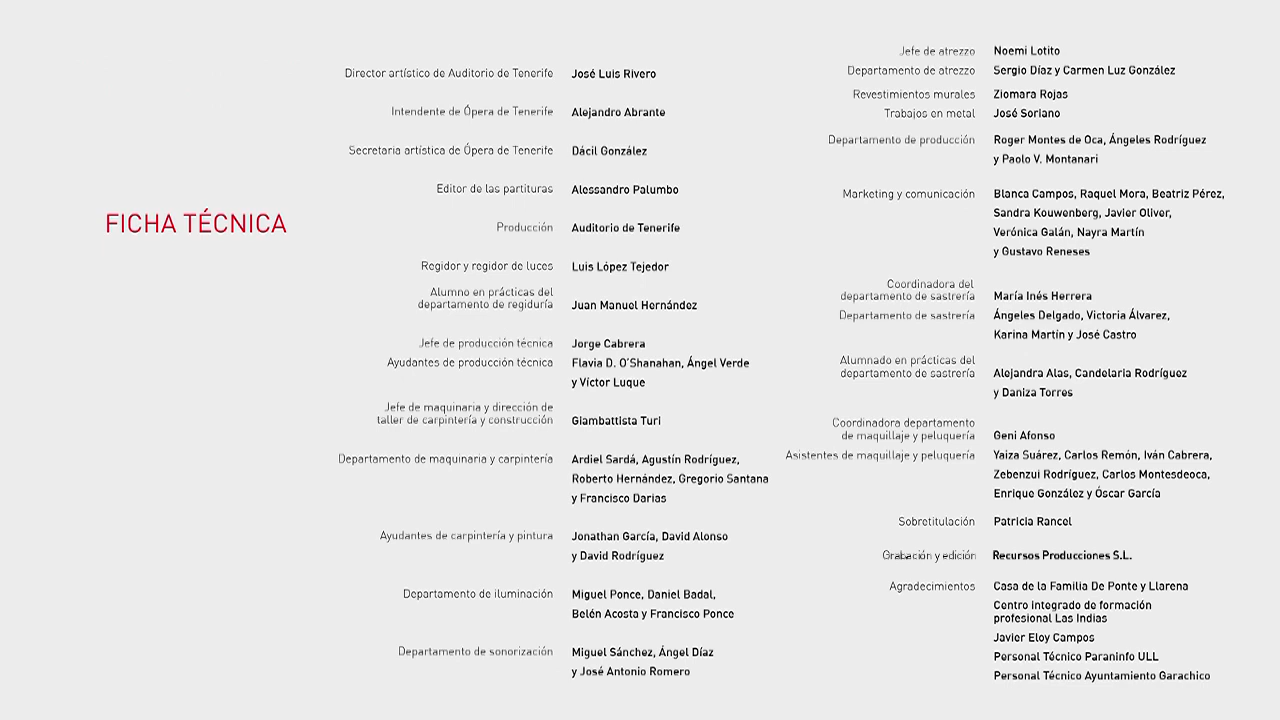 FICHA TÉCNICA
Director artístico de Auditorio de Tenerife José Luis Rivero
Intendente de Ópera de Tenerife Alejandro Abrante
Secretaria artística de Ópera de Tenerife Dácil González
Editor de las partituras Alessandro Palumbo
Producción Auditorio de Tenerife
Regidor y regidor de luces Luis López Tejedor
Alumno en prácticas del
departamento de regiduría Juan Manuel Hernández
Jefe de producción técnica Jorge Cabrera
Ayudantes de producción técnica Flavia D. O'Shanahan, Ángel Verde
y Víctor Luque
Jefe de maquinaria y dirección de
taller de carpintería y construcción Giambattista Turi
Departamento de maquinaria y carpintería Ardiel Sardá, Agustín Rodríguez,
Roberto Hernández, Gregorio Santana
y Francisco Darias
Ayudantes de carpintería y pintura Jonathan García, David Alonso
y David Rodríguez
Departamento de iluminación Miguel Ponce, Daniel Badal,
Belén Acosta y Francisco Ponce
Departamento de sonorización Miguel Sánchez, Ángel Díaz
y José Antonio Romero
Jefe de atrezzo Noemi Lotito
Departamento de atrezzo Sergio Díaz y Carmen Luz González
Revestimientos murales Ziomara Rojas
Trabajos en metal José Soriano
Departamento de producción Roger Montes de Oca, Ángeles Rodríguez
y Paolo V. Montanari
Marketing y comunicación Blanca Campos, Raquel Mora, Beatriz Pérez,
Sandra Kouwenberg, Javier Oliver,
Verónica Galán, Nayra Martín
y Gustavo Reneses
Coordinadora del
departamento de sastrería María Inés Herrera
Departamento de sastrería Ángeles Delgado, Victoria Álvarez,
Karina Martín y José Castro
Alumnado en prácticas del
departamento de sastrería Alejandra Alas, Candelaria Rodríguez
y Daniza Torres
Coordinadora departamento
de maquillaje y peluquería Geni Afonso
Asistentes de maquillaje y peluquería Yaiza Suárez, Carlos Remón, Iván Cabrera,
Zebenzui Rodríguez, Carlos Montesdeoca,
Enrique González y Óscar García
Sobretitulación Patricia Rancel
Grabación y edición Recursos Producciones S.L.
Agradecimientos Casa de la Familia De Ponte y Llarena
Centro integrado de formación
profesional Las Indias
Javier Eloy Campos
Personal Técnico Paraninfo ULL
Personal Técnico Ayuntamiento Garachico